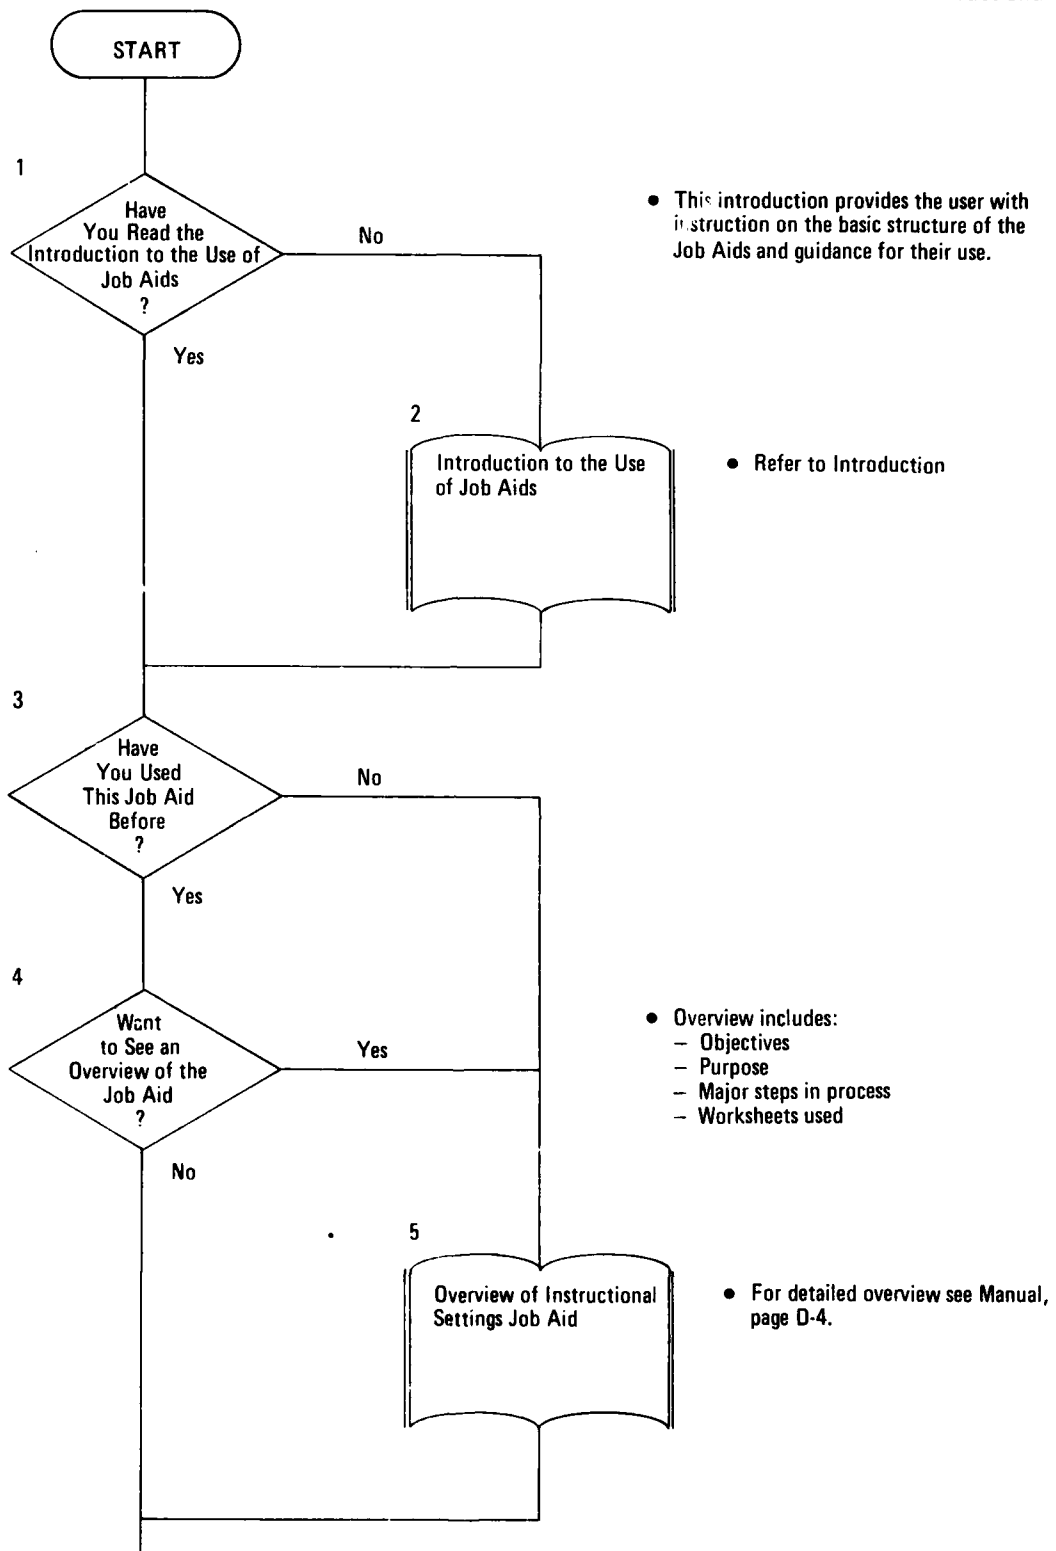 START
1
Have
You Read the
Introduction to the Use of
Job Aids
?
No
Yes
• This introduction provides the user with
instruction on the basic structure of the
Job Aids and guidance for their use.
2
Introduction to the Use
of Job Aids
• Refer to Introduction
3
Have
You Used
This Job Aid
Before
?
No
Yes
4
Want
to See an
Overview of the
Job Aid
?
Yes
No
• Overview includes:
– Objectives
– Purpose
– Major steps in process
– Worksheets used
5
Overview of Instructional
Settings Job Aid
• For detailed overview see Manual,
page D-4.